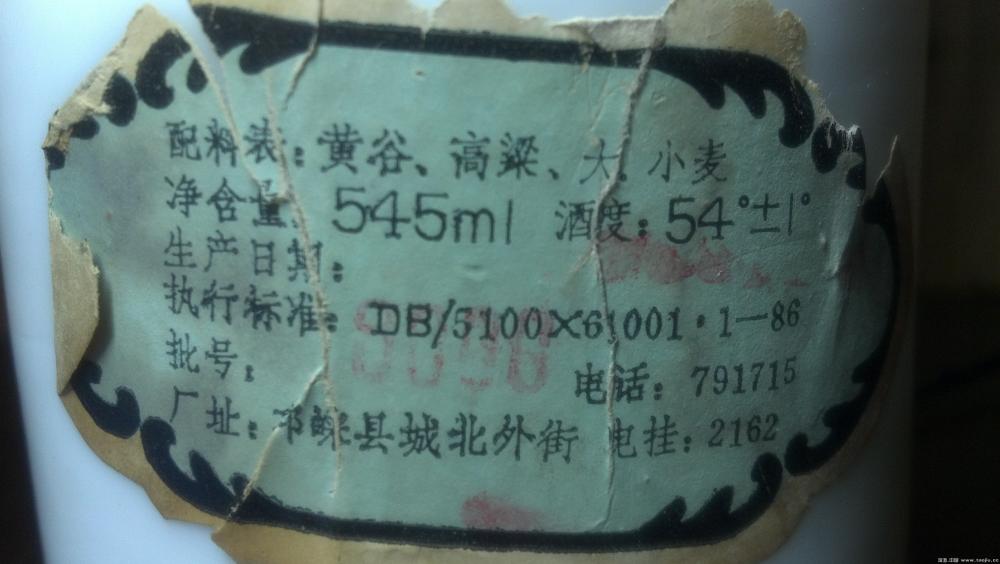 配料表：黄谷、高粱、大、小麦
净含量：545ml 酒度：54°±1°
生产日期：
执行标准：DB/5100X61001·1—86
批号：
电话：791715
厂址：邛崃县城北外街 电挂：2162